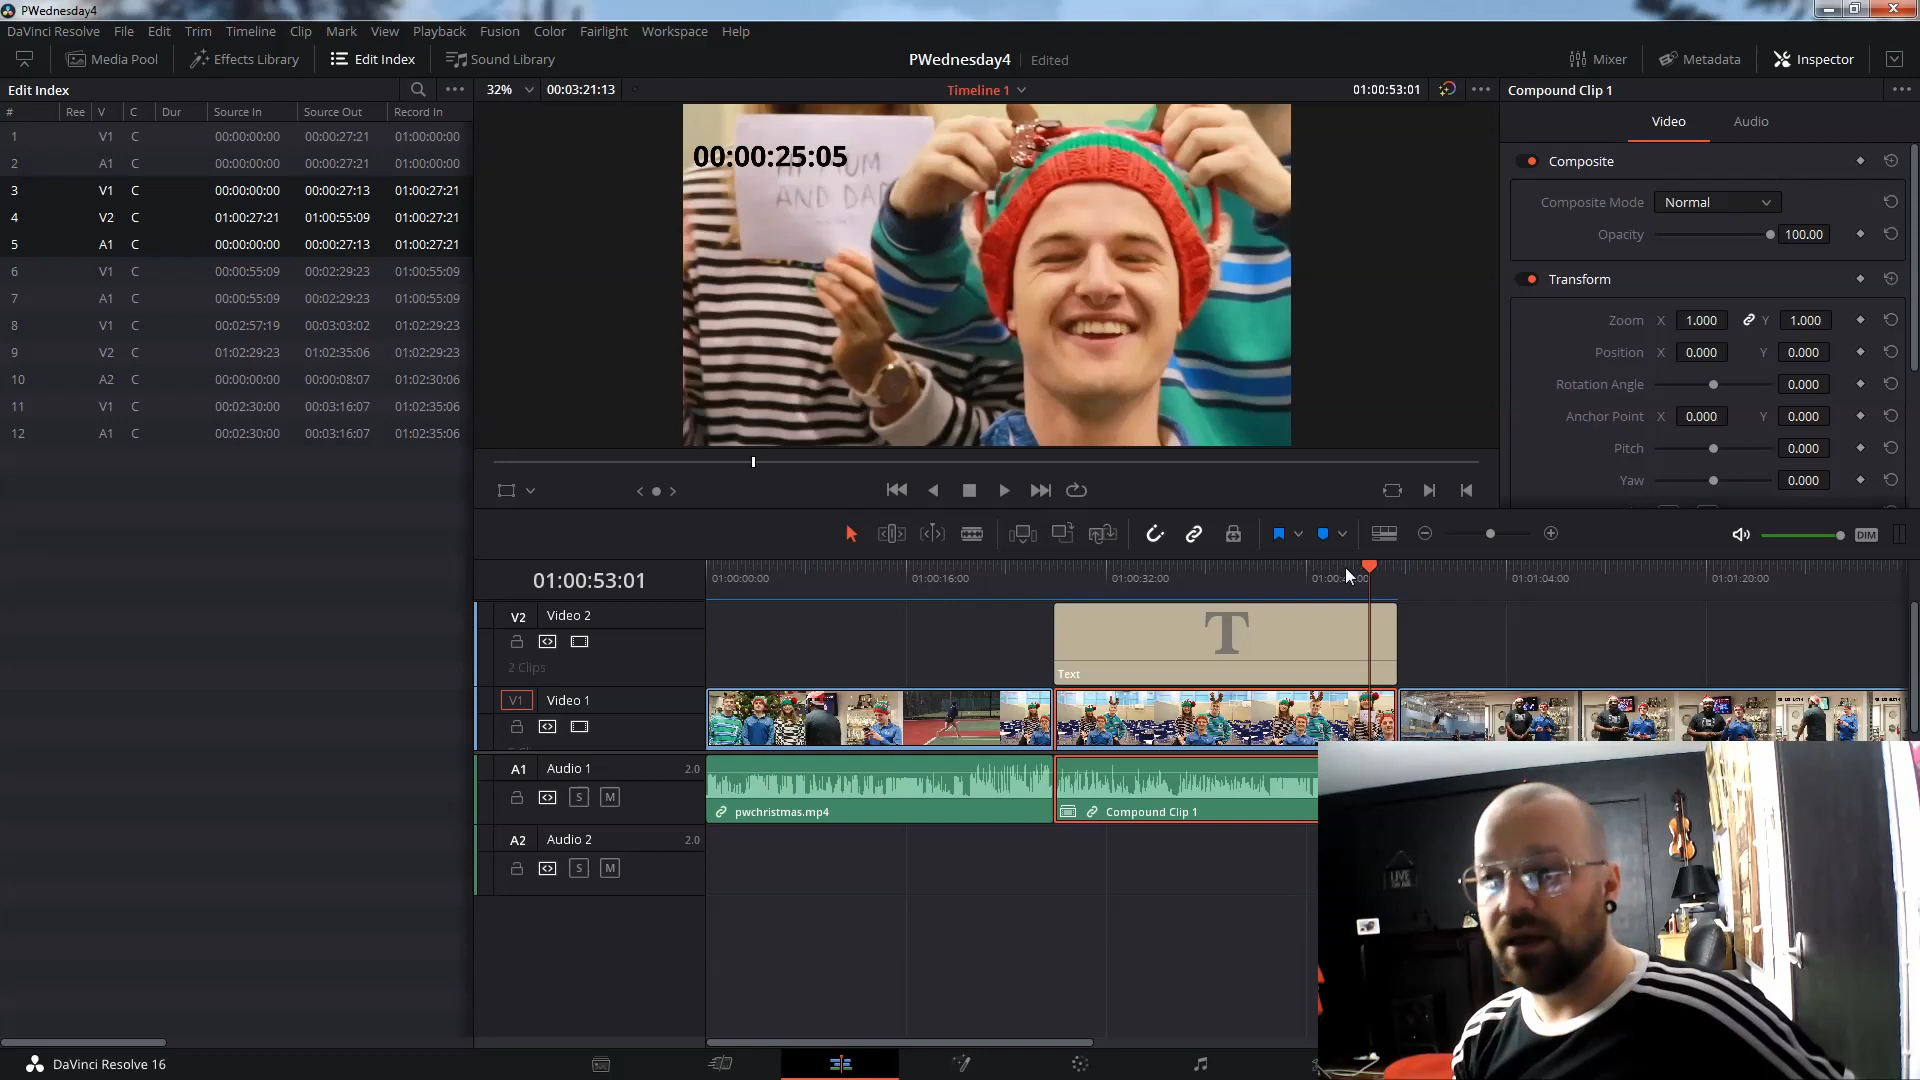 PWednesday4
DaVinci Resolve File Edit Trim Timeline Clip Mark View Playback Fusion Color Fairlight Workspace Help
Media Pool Effects Library Edit Index Sound Library PWednesday4 Edited Mixer Metadata Inspector
Edit Index 32% 00:03:21:13 Timeline 1 01:00:53:01 Compound Clip 1
# Ree V C Dur Source In Source Out Record In
1 V1 C 00:00:00:00 00:00:27:21 01:00:00:00
2 A1 C 00:00:00:00 00:00:27:21 01:00:00:00
3 V1 C 00:00:00:00 00:00:27:13 01:00:27:21
4 V2 C 01:00:27:21 01:00:55:09 01:00:27:21
5 A1 C 00:00:00:00 00:00:27:13 01:00:27:21
6 V1 C 00:00:55:09 00:02:29:23 01:00:55:09
7 A1 C 00:00:55:09 00:02:29:23 01:00:55:09
8 V1 C 00:02:57:19 00:03:03:02 01:02:29:23
9 V2 C 01:02:29:23 01:02:35:06 01:02:29:23
10 A2 C 00:00:00:00 00:00:08:07 01:02:30:06
11 V1 C 00:02:30:00 00:03:16:07 01:02:35:06
12 A1 C 00:02:30:00 00:03:16:07 01:02:35:06
00:00:25:05
MUM
AND DAD
Video Audio
Composite
Composite Mode Normal
Opacity 100.00
Transform
Zoom X 1.000 Y 1.000
Position X 0.000 Y 0.000
Rotation Angle 0.000
Anchor Point X 0.000 Y 0.000
Pitch 0.000
Yaw 0.000
DIM
01:00:53:01 01:00:00:00 01:00:16:00 01:00:32:00 01:01:04:00 01:01:20:00
V2 Video 2
2 Clips
T
Text
V1 Video 1
A1 Audio 1 2.0
S M
pwchristmas.mp4 Compound Clip 1
A2 Audio 2 2.0
S M
LIVE
DaVinci Resolve 16